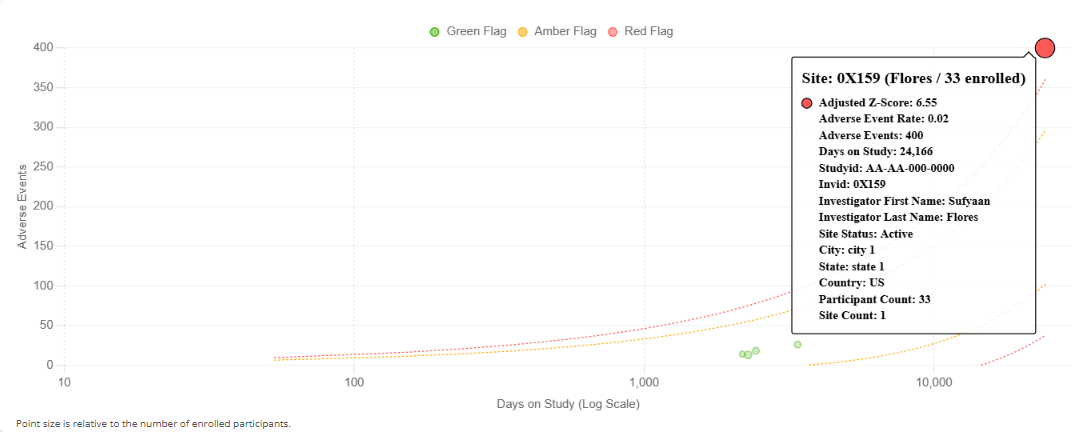 Green Flag Amber Flag Red Flag
400
350
300
250
200
150
100
50
0
Adverse Events
10 100 1,000 10,000
Days on Study (Log Scale)
Site: 0X159 (Flores / 33 enrolled)
Adjusted Z-Score: 6.55
Adverse Event Rate: 0.02
Adverse Events: 400
Days on Study: 24,166
Studyid: AA-AA-000-0000
Invid: 0X159
Investigator First Name: Sufyaan
Investigator Last Name: Flores
Site Status: Active
City: city 1
State: state 1
Country: US
Participant Count: 33
Site Count: 1
Point size is relative to the number of enrolled participants.